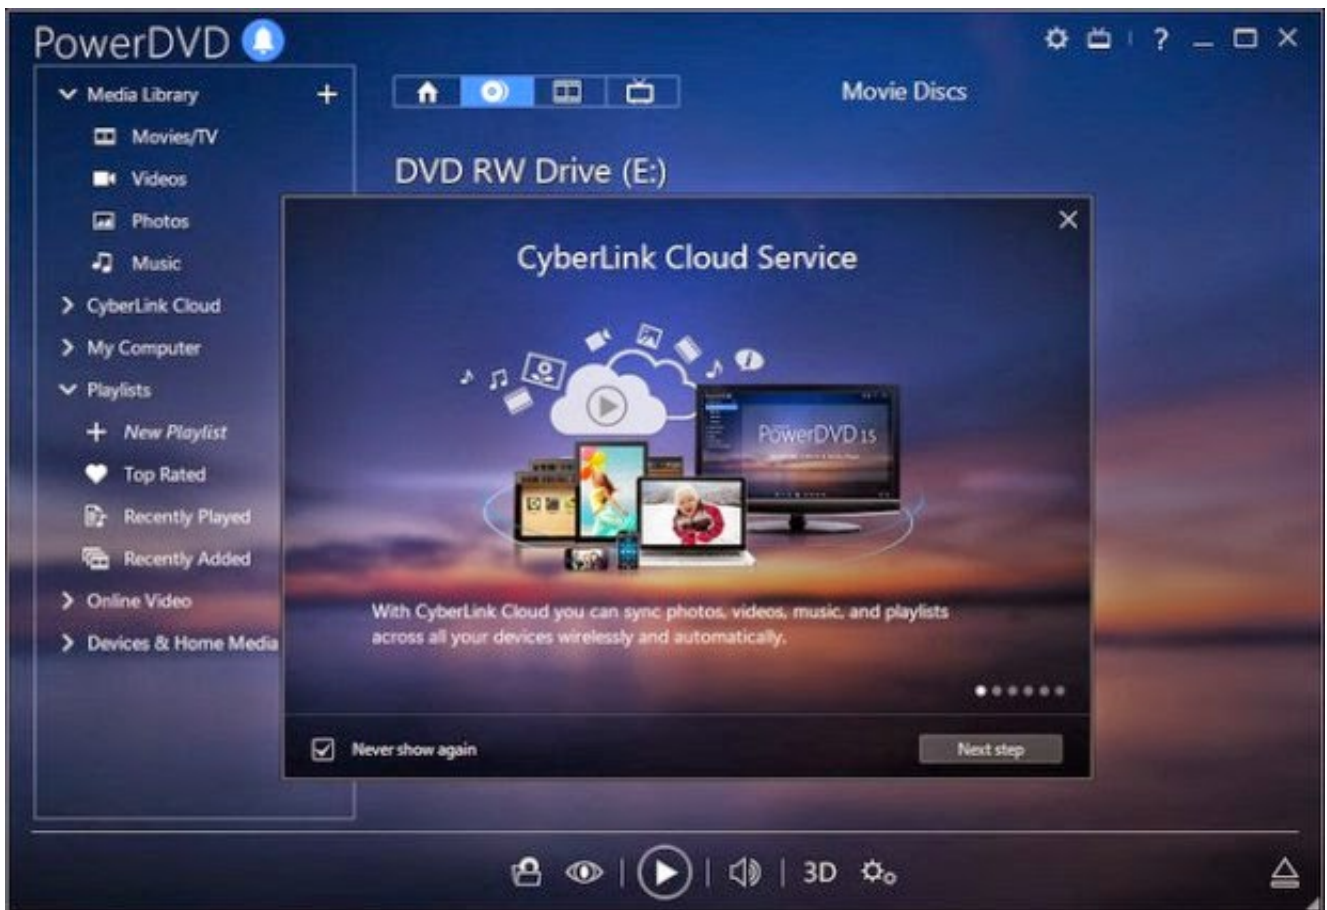 PowerDVD
? 
Media Library
Movie Discs
Movies/TV
DVD RW Drive (E:)
Videos
Photos
Music
CyberLink Cloud
My Computer
Playlists
New Playlist
Top Rated
Recently Played
Recently Added
Online Video
Devices & Home Media
CyberLink Cloud Service
PowerDVD 15
With CyberLink Cloud you can sync photos, videos, music, and playlists
across all your devices wirelessly and automatically.
Never show again
Next step
3D